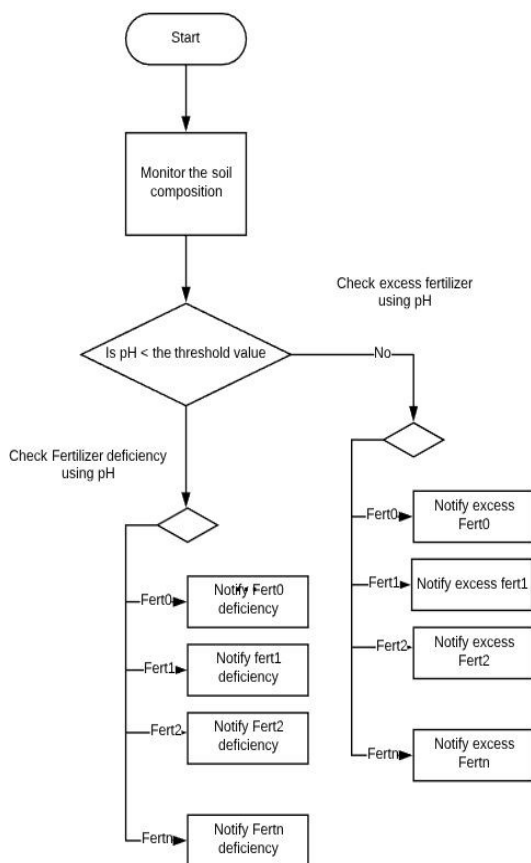 Start
Monitor the soil
composition
Check excess fertilizer
using pH
Is pH < the threshold value
No
Check Fertilizer deficiency
using pH
Fert0
Notify excess
Fert0
Fert1
Notify excess fert1
Fert2
Notify excess
Fert2
Fertn
Notify excess
Fertn
Fert0
Notify Fert0
deficiency
Fert1
Notify fert1
deficiency
Fert2
Notify Fert2
deficiency
Fertn
Notify Fertn
deficiency